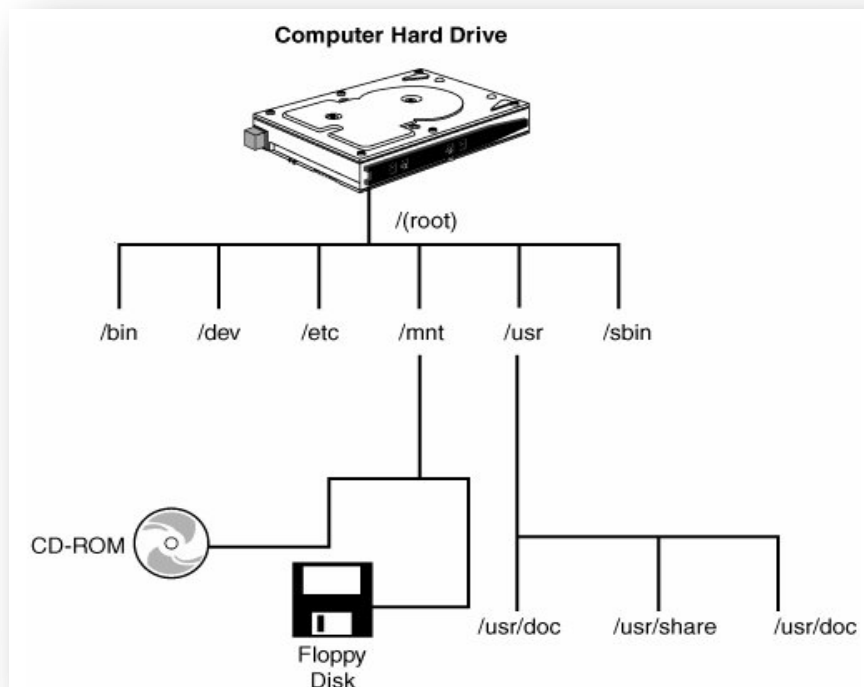 Computer Hard Drive
/(root)
/bin /dev /etc /mnt /usr /sbin
CD-ROM
/usr/doc /usr/share /usr/doc
Floppy
Disk